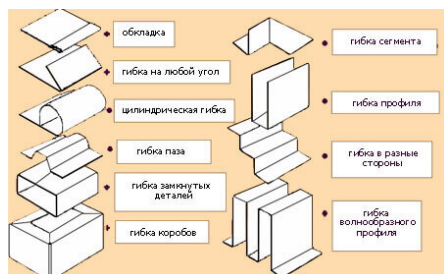 обкладка
гибка на любой угол
цилиндрическая гибка
гибка паза
гибка замкнутых
деталей
гибка коробов
гибка сегмента
гибка профиля
гибка в разные
стороны
гибка
волнообразного
профиля